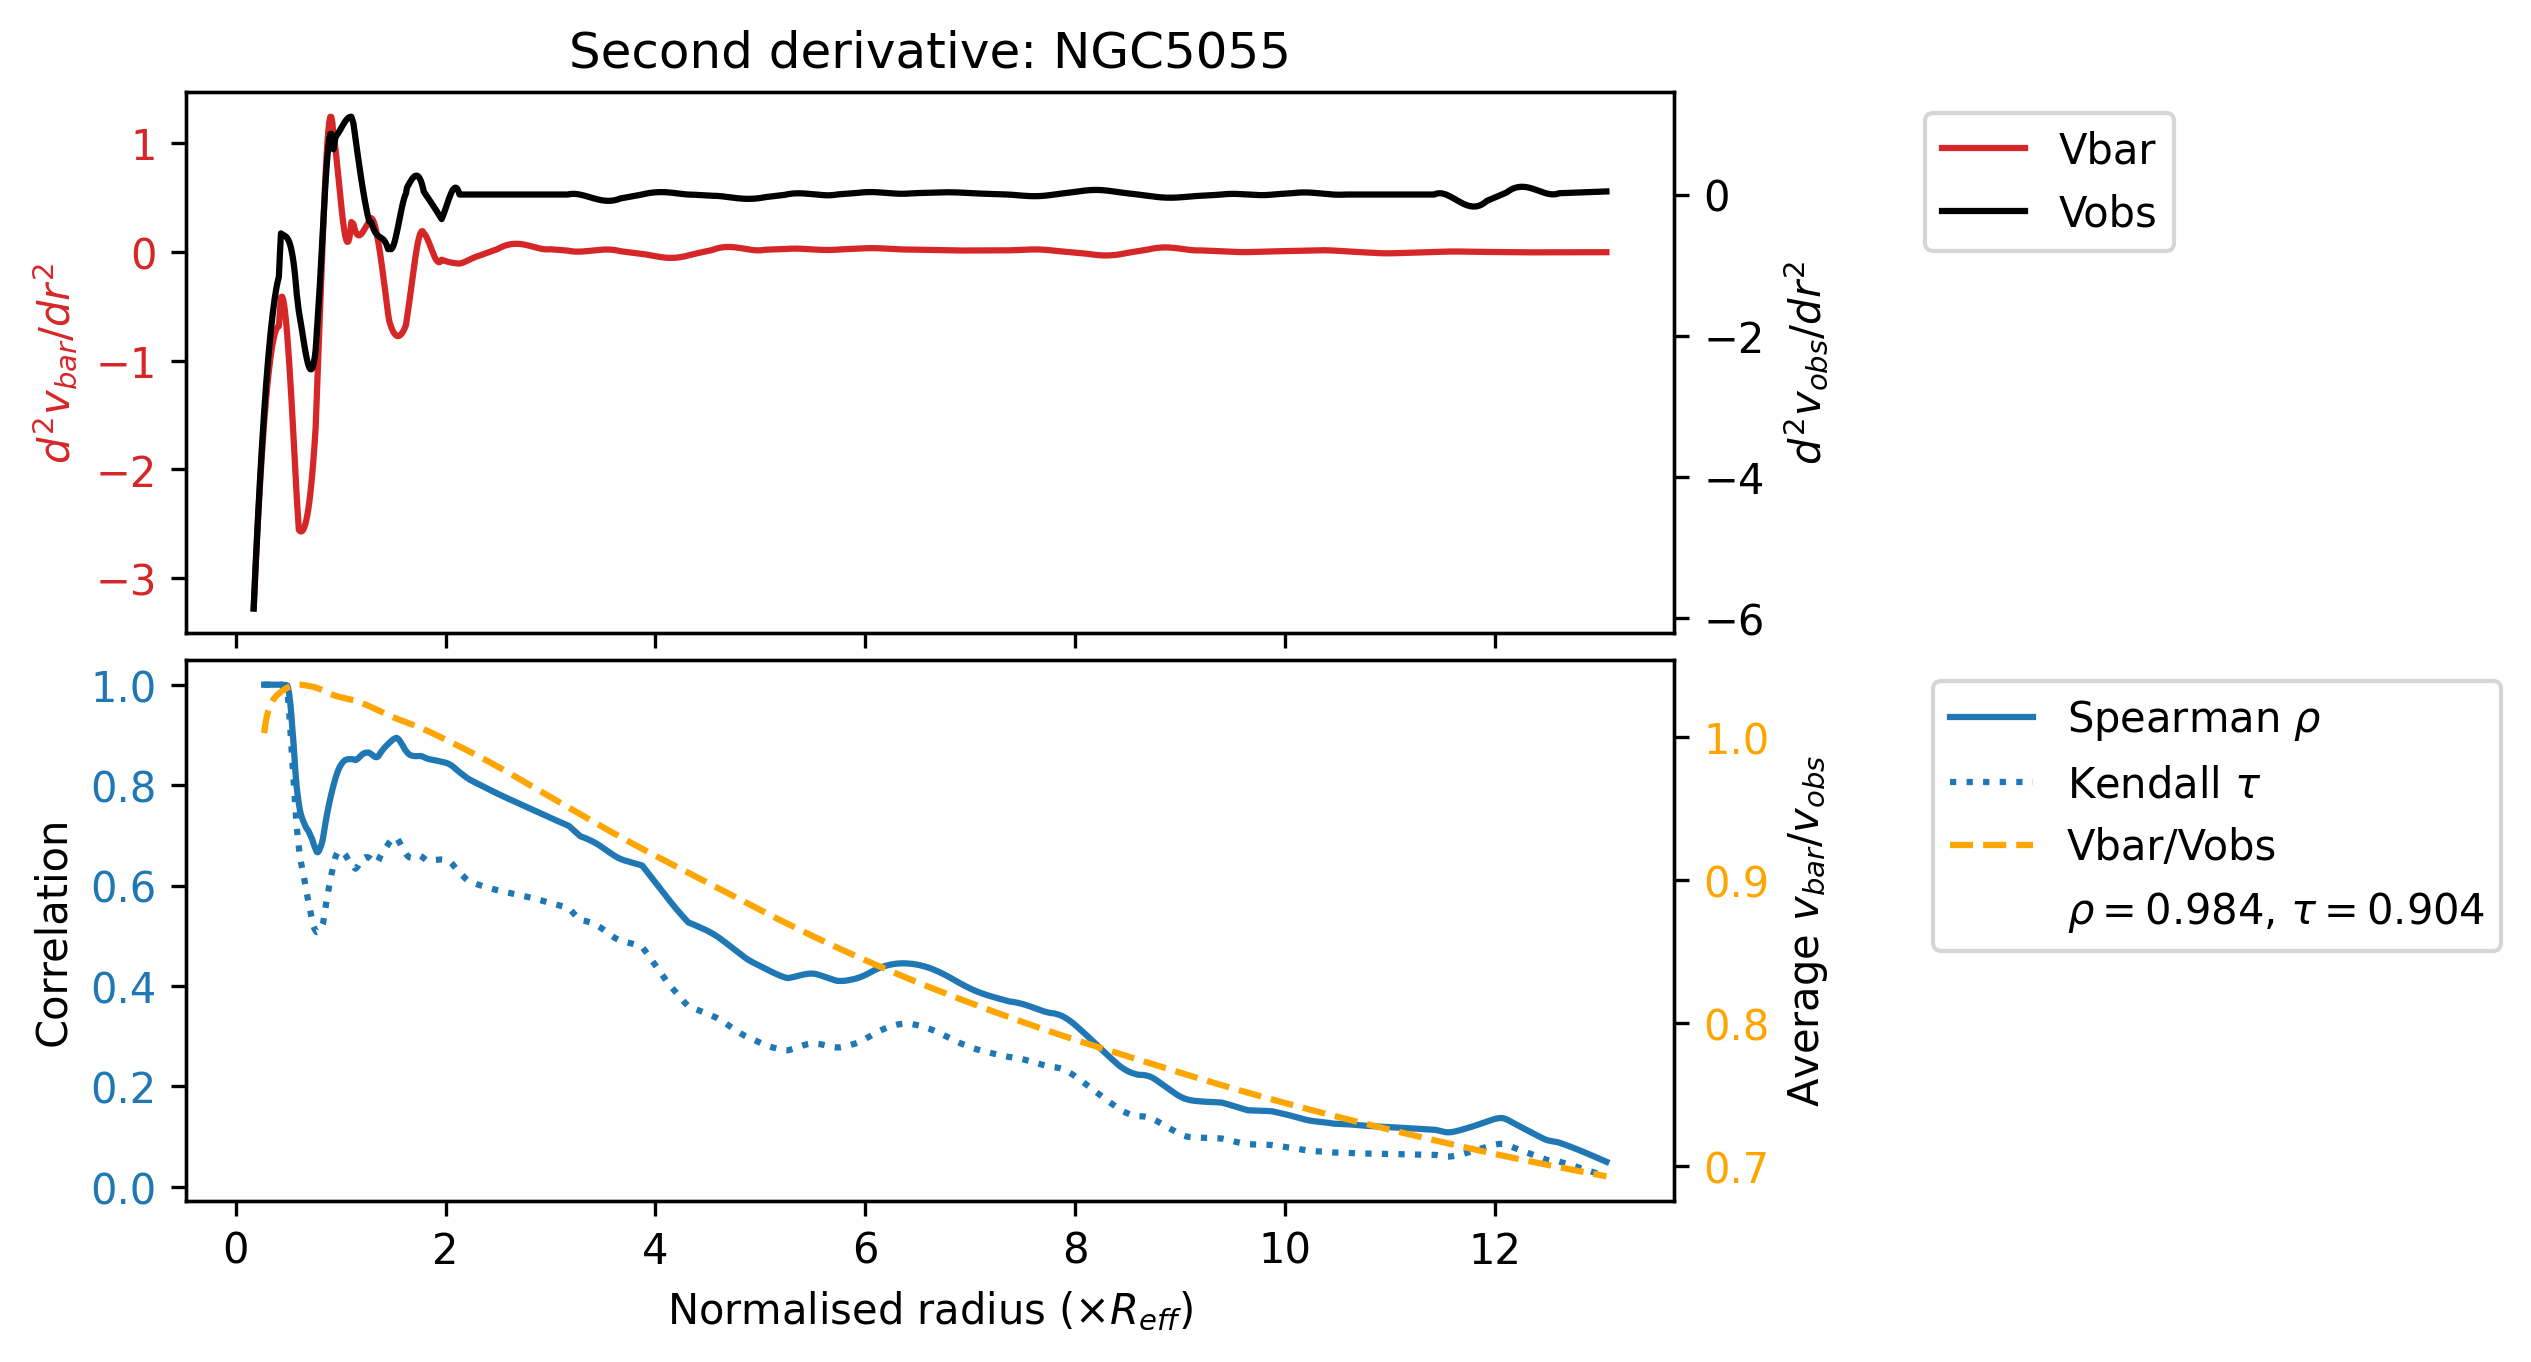 Second derivative: NGC5055
1
0
−1
−2
−3
d²v_bar/dr²
0
−2
−4
−6
d²v_obs/dr²
Vbar
Vobs
1.0
0.8
0.6
0.4
0.2
0.0
Correlation
1.0
0.9
0.8
0.7
Average v_bar/v_obs
Spearman ρ
Kendall τ
Vbar/Vobs
ρ = 0.984, τ = 0.904
0 2 4 6 8 10 12
Normalised radius (×R_eff)